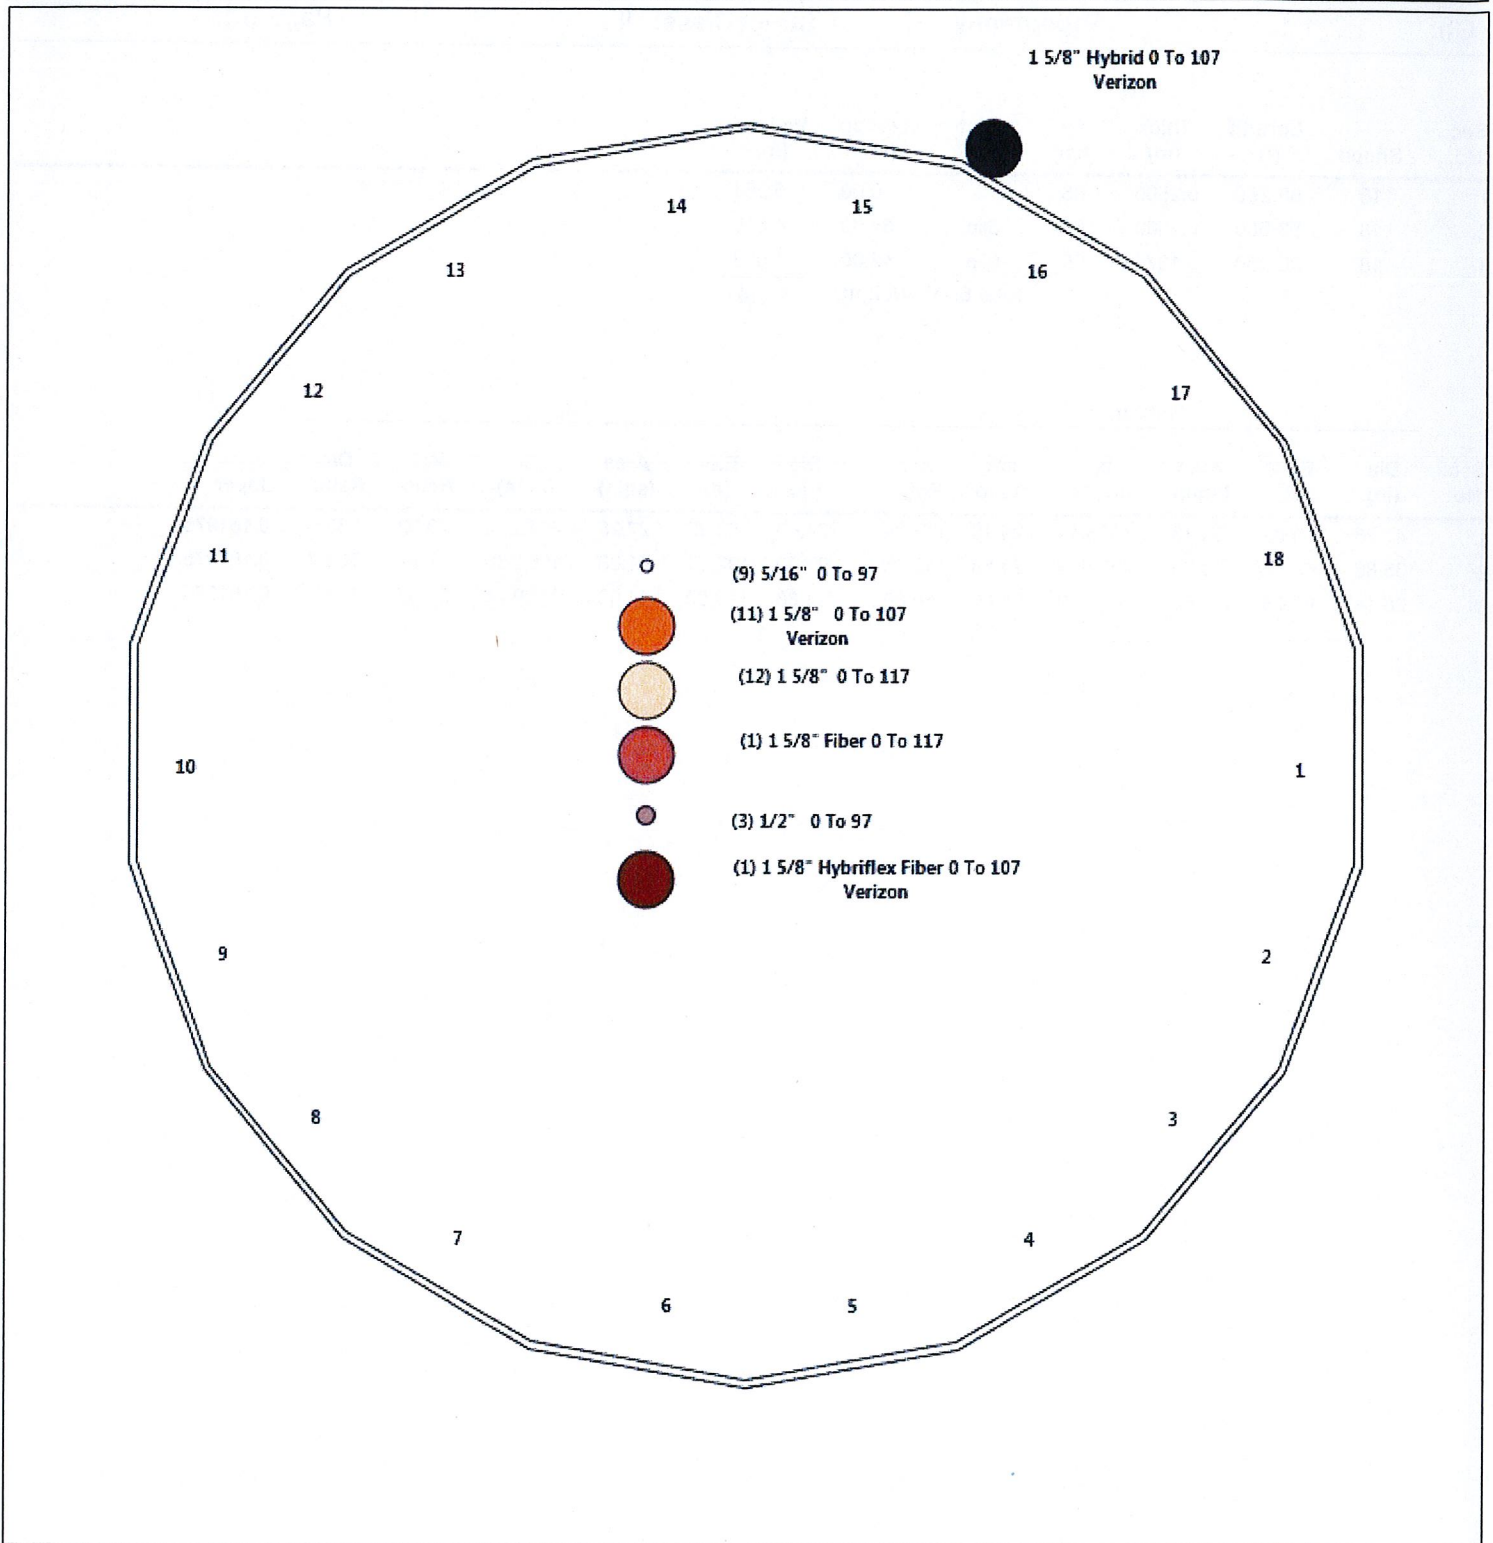 1 5/8" Hybrid 0 To 107
Verizon
14
15
13
16
12
17
11
18
(9) 5/16" 0 To 97
(11) 1 5/8" 0 To 107
Verizon
(12) 1 5/8" 0 To 117
(1) 1 5/8" Fiber 0 To 117
10
1
(3) 1/2" 0 To 97
(1) 1 5/8" Hybriflex Fiber 0 To 107
Verizon
9
2
8
3
7
4
6
5